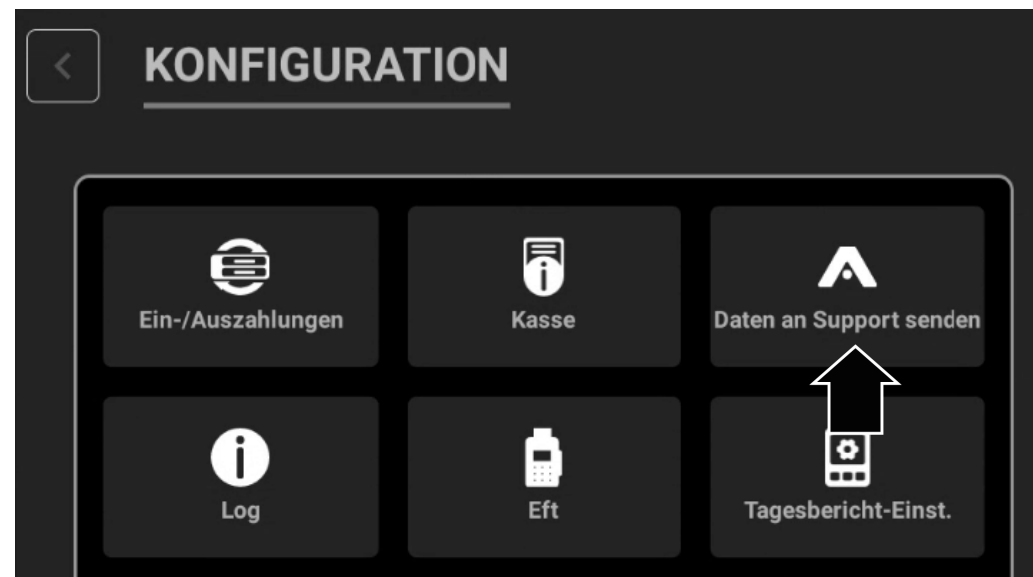 KONFIGURATION
Ein-/Auszahlungen
Kasse
Daten an Support senden
Log
Eft
Tagesbericht-Einst.